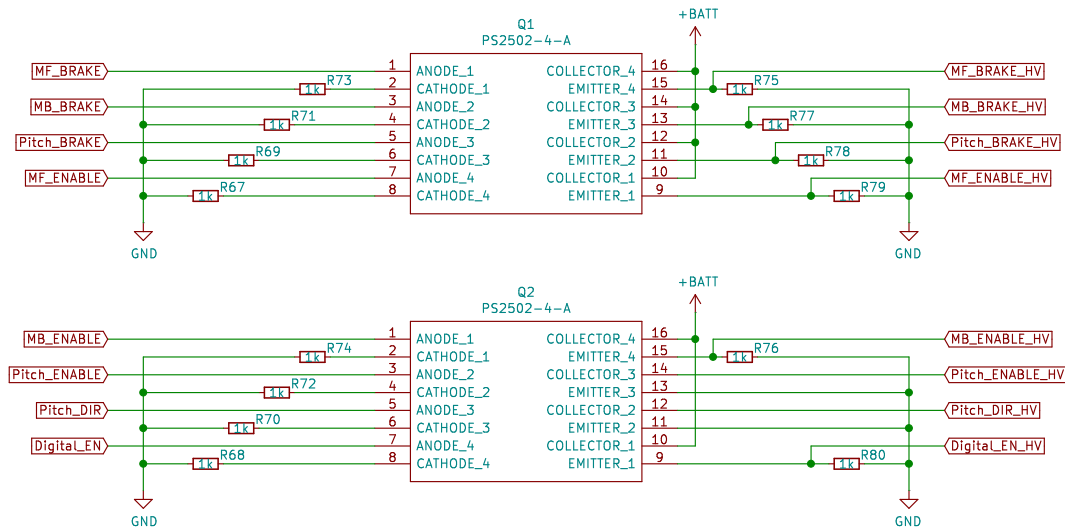 +BATT
Q1
PS2502-4-A
MF_BRAKE 1 ANODE_1 COLLECTOR_4 16 MF_BRAKE_HV
R73 1k 2 CATHODE_1 EMITTER_4 15 R75 1k
MB_BRAKE 3 ANODE_2 COLLECTOR_3 14 MB_BRAKE_HV
R71 1k 4 CATHODE_2 EMITTER_3 13 R77 1k
Pitch_BRAKE 5 ANODE_3 COLLECTOR_2 12 Pitch_BRAKE_HV
R69 1k 6 CATHODE_3 EMITTER_2 11 R78 1k
MF_ENABLE 7 ANODE_4 COLLECTOR_1 10 MF_ENABLE_HV
R67 1k 8 CATHODE_4 EMITTER_1 9 R79 1k
GND GND
+BATT
Q2
PS2502-4-A
MB_ENABLE 1 ANODE_1 COLLECTOR_4 16 MB_ENABLE_HV
R74 1k 2 CATHODE_1 EMITTER_4 15 R76 1k
Pitch_ENABLE 3 ANODE_2 COLLECTOR_3 14 Pitch_ENABLE_HV
R72 1k 4 CATHODE_2 EMITTER_3 13
Pitch_DIR 5 ANODE_3 COLLECTOR_2 12 Pitch_DIR_HV
R70 1k 6 CATHODE_3 EMITTER_2 11
Digital_EN 7 ANODE_4 COLLECTOR_1 10 Digital_EN_HV
R68 1k 8 CATHODE_4 EMITTER_1 9 R80 1k
GND GND